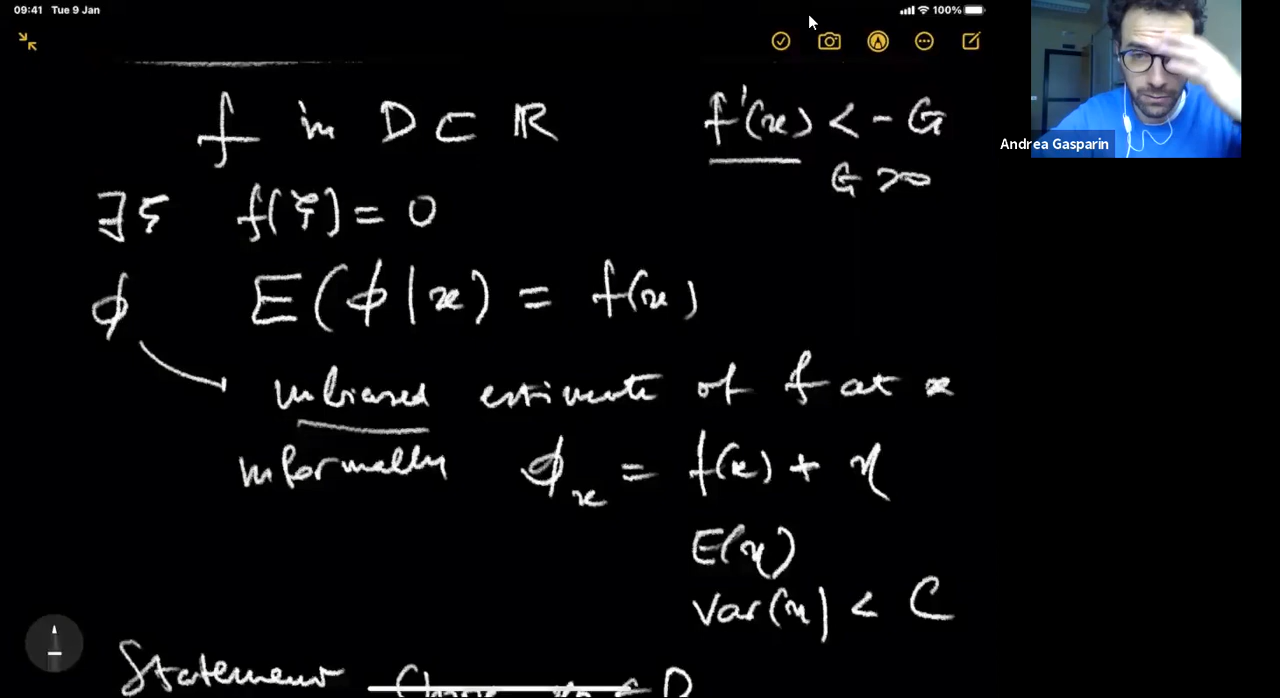 09:41 Tue 9 Jan 100%
f in D ⊂ ℝ f'(x) < - G
G > 0
∃ ξ f(ξ) = 0
ϕ E(ϕ|x) = f(x)
unbiased estimate of f at x
informally ϕx = f(x) + η
E(η)
Var(η) < C
Statement
Andrea Gasparin